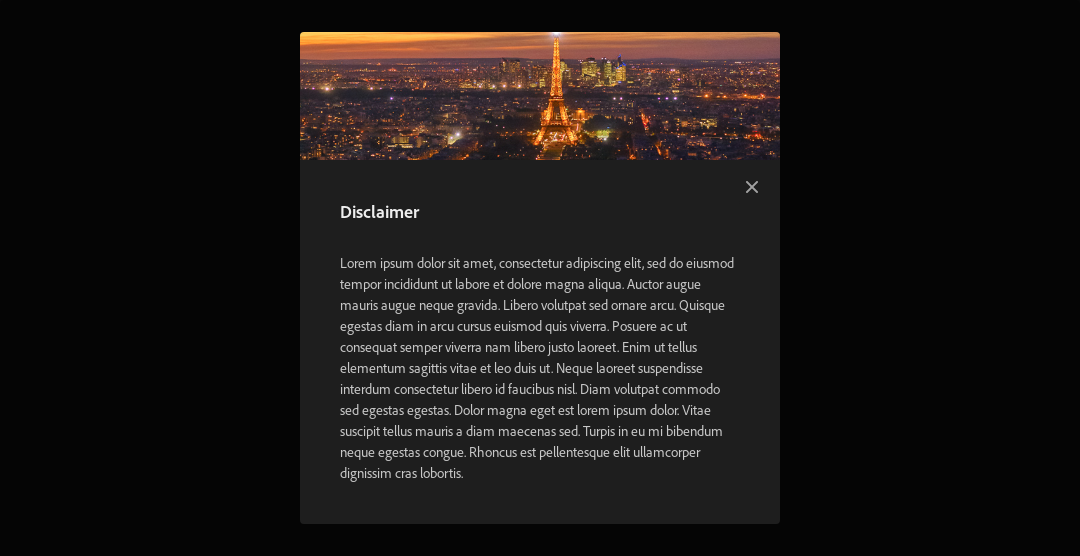 Disclaimer
Lorem ipsum dolor sit amet, consectetur adipiscing elit, sed do eiusmod
tempor incididunt ut labore et dolore magna aliqua. Auctor augue
mauris augue neque gravida. Libero volutpat sed ornare arcu. Quisque
egestas diam in arcu cursus euismod quis viverra. Posuere ac ut
consequat semper viverra nam libero justo laoreet. Enim ut tellus
elementum sagittis vitae et leo duis ut. Neque laoreet suspendisse
interdum consectetur libero id faucibus nisl. Diam volutpat commodo
sed egestas egestas. Dolor magna eget est lorem ipsum dolor. Vitae
suscipit tellus mauris a diam maecenas sed. Turpis in eu mi bibendum
neque egestas congue. Rhoncus est pellentesque elit ullamcorper
dignissim cras lobortis.